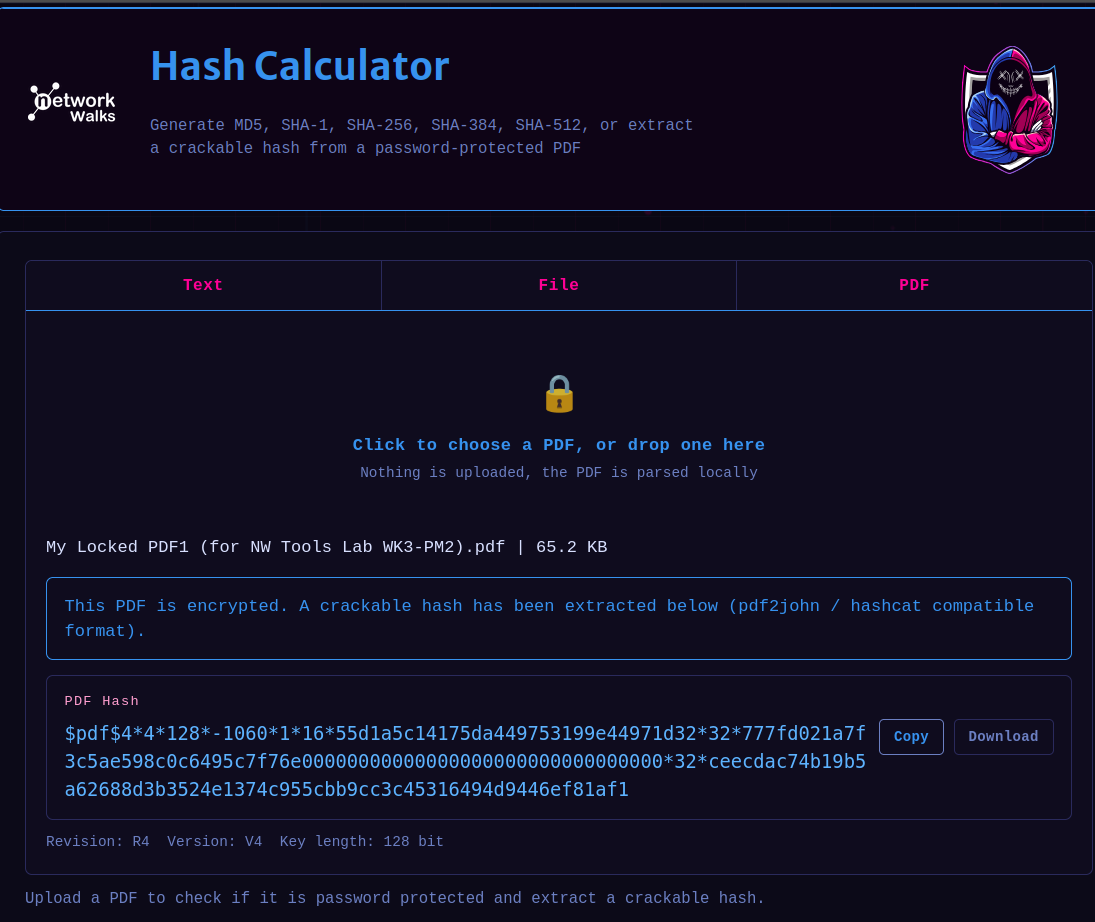 network
Walks
Hash Calculator
Generate MD5, SHA-1, SHA-256, SHA-384, SHA-512, or extract
a crackable hash from a password-protected PDF
Text
File
PDF
Click to choose a PDF, or drop one here
Nothing is uploaded, the PDF is parsed locally
My Locked PDF1 (for NW Tools Lab WK3-PM2).pdf | 65.2 KB
This PDF is encrypted. A crackable hash has been extracted below (pdf2john / hashcat compatible
format).
PDF Hash
$pdf$4*4*128*-1060*1*16*55d1a5c14175da449753199e44971d32*32*777fd021a7f
3c5ae598c0c6495c7f76e00000000000000000000000000000000*32*ceecdac74b19b5
a62688d3b3524e1374c955cbb9cc3c45316494d9446ef81af1
Copy
Download
Revision: R4 Version: V4 Key length: 128 bit
Upload a PDF to check if it is password protected and extract a crackable hash.